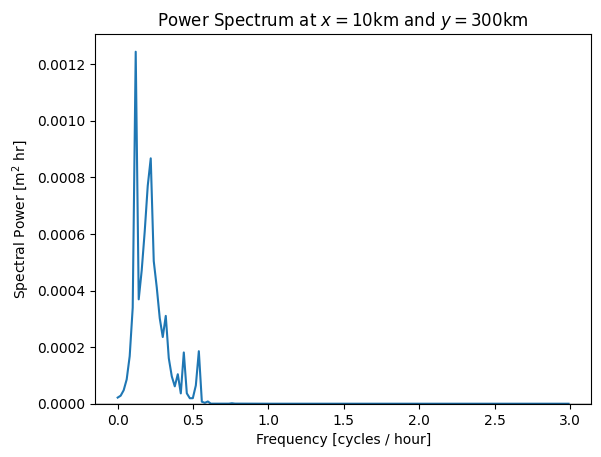 Power Spectrum at x = 10km and y = 300km
Spectral Power [m² hr]
0.0012
0.0010
0.0008
0.0006
0.0004
0.0002
0.0000
0.0 0.5 1.0 1.5 2.0 2.5 3.0
Frequency [cycles / hour]